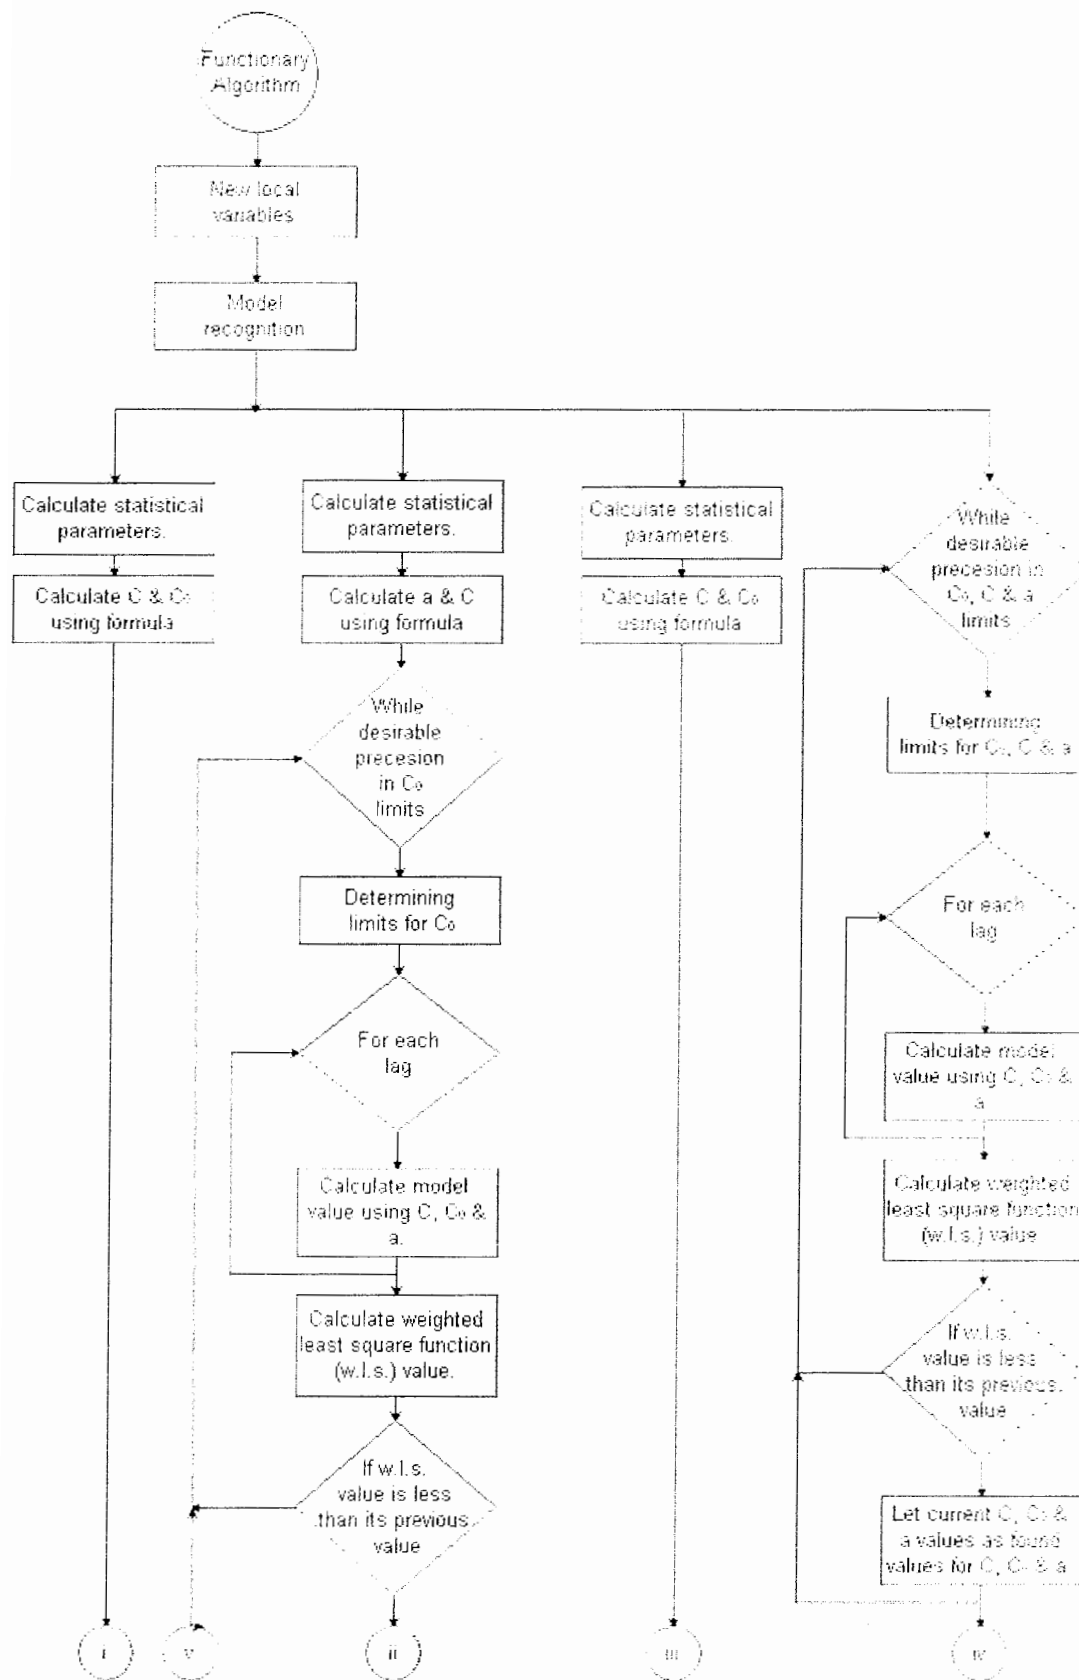 Functionary
Algorithm
New local
variables
Model
recognition
Calculate statistical
parameters.
Calculate C & C₀
using formula
Calculate statistical
parameters.
Calculate a & C
using formula
While
desirable
precesion
in C₀
limits
Determining
limits for C₀
For each
lag
Calculate model
value using C, C₀ &
a.
Calculate weighted
least square function
(w.l.s.) value.
If w.l.s.
value is less
than its previous
value
Calculate statistical
parameters.
Calculate C & C₀
using formula
While
desirable
precesion in
C₀, C & a
limits
Determining
limits for C₀, C & a
For each
lag
Calculate model
value using C, C₀ &
a
Calculate weighted
least square function
(w.l.s.) value
If w.l.s.
value is less
than its previous
value
Let current C, C₀ &
a values as found
values for C, C₀ & a
i
v
ii
iii
iv